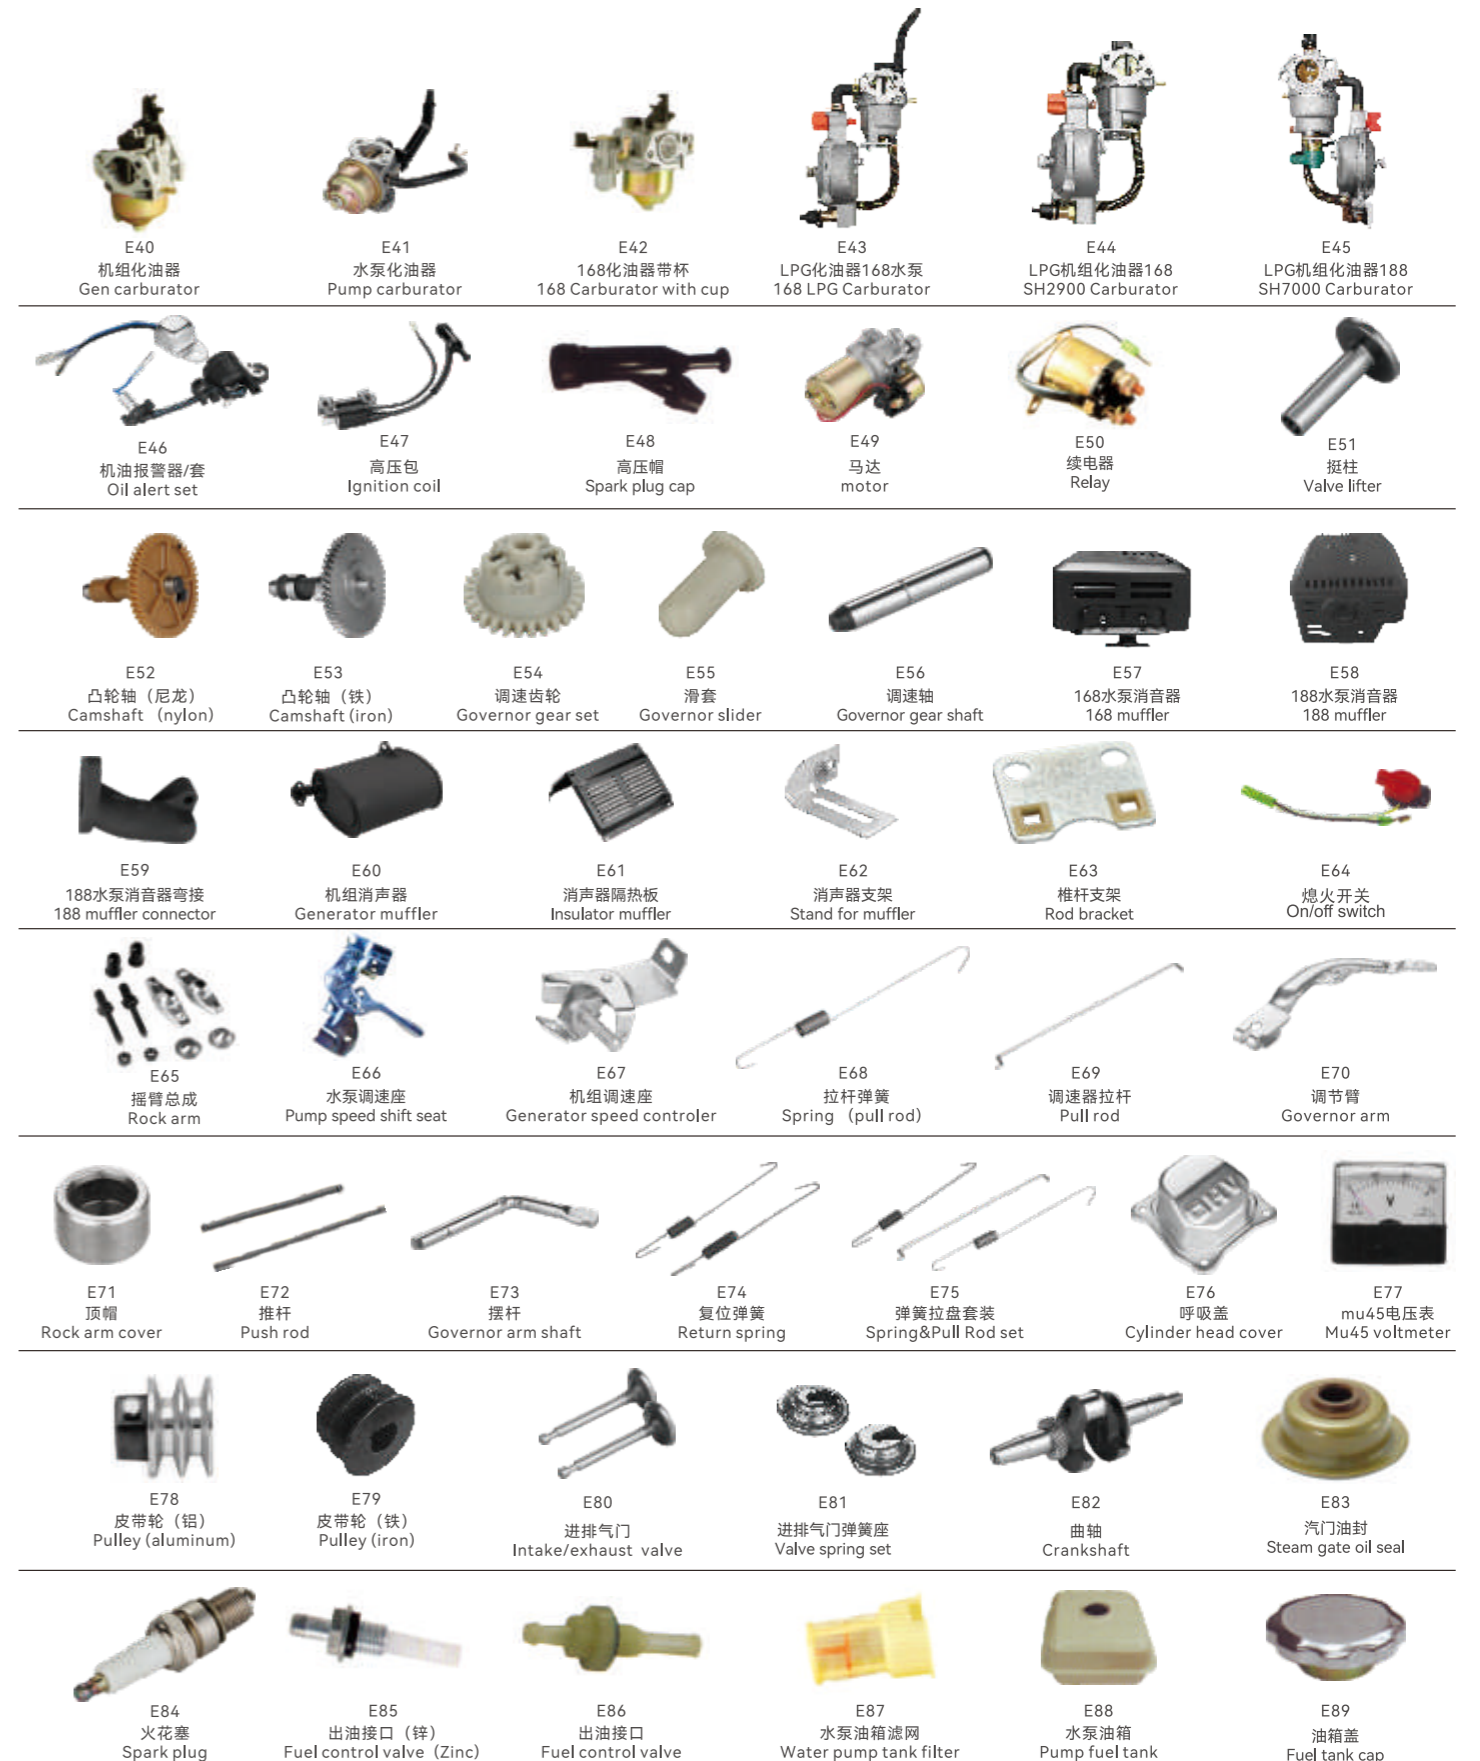 E40
机组化油器
Gen carburator
E41
水泵化油器
Pump carburator
E42
168化油器带杯
168 Carburator with cup
E43
LPG化油器168水泵
168 LPG Carburator
E44
LPG机组化油器168
SH2900 Carburator
E45
LPG机组化油器188
SH7000 Carburator
E46
机油报警器/套
Oil alert set
E47
高压包
Ignition coil
E48
高压帽
Spark plug cap
E49
马达
motor
E50
续电器
Relay
E51
挺柱
Valve lifter
E52
凸轮轴（尼龙）
Camshaft （nylon）
E53
凸轮轴（铁）
Camshaft (iron)
E54
调速齿轮
Governor gear set
E55
滑套
Governor slider
E56
调速轴
Governor gear shaft
E57
168水泵消音器
168 muffler
E58
188水泵消音器
188 muffler
E59
188水泵消音器弯接
188 muffler connector
E60
机组消声器
Generator muffler
E61
消声器隔热板
Insulator muffler
E62
消声器支架
Stand for muffler
E63
椎杆支架
Rod bracket
E64
熄火开关
On/off switch
E65
摇臂总成
Rock arm
E66
水泵调速座
Pump speed shift seat
E67
机组调速座
Generator speed controler
E68
拉杆弹簧
Spring （pull rod）
E69
调速器拉杆
Pull rod
E70
调节臂
Governor arm
E71
顶帽
Rock arm cover
E72
推杆
Push rod
E73
摆杆
Governor arm shaft
E74
复位弹簧
Return spring
E75
弹簧拉盘套装
Spring&Pull Rod set
E76
呼吸盖
Cylinder head cover
V
E77
mu45电压表
Mu45 voltmeter
E78
皮带轮（铝）
Pulley (aluminum)
E79
皮带轮（铁）
Pulley (iron)
E80
进排气门
Intake/exhaust valve
E81
进排气门弹簧座
Valve spring set
E82
曲轴
Crankshaft
E83
汽门油封
Steam gate oil seal
E84
火花塞
Spark plug
E85
出油接口（锌）
Fuel control valve (Zinc)
E86
出油接口
Fuel control valve
E87
水泵油箱滤网
Water pump tank filter
E88
水泵油箱
Pump fuel tank
E89
油箱盖
Fuel tank cap